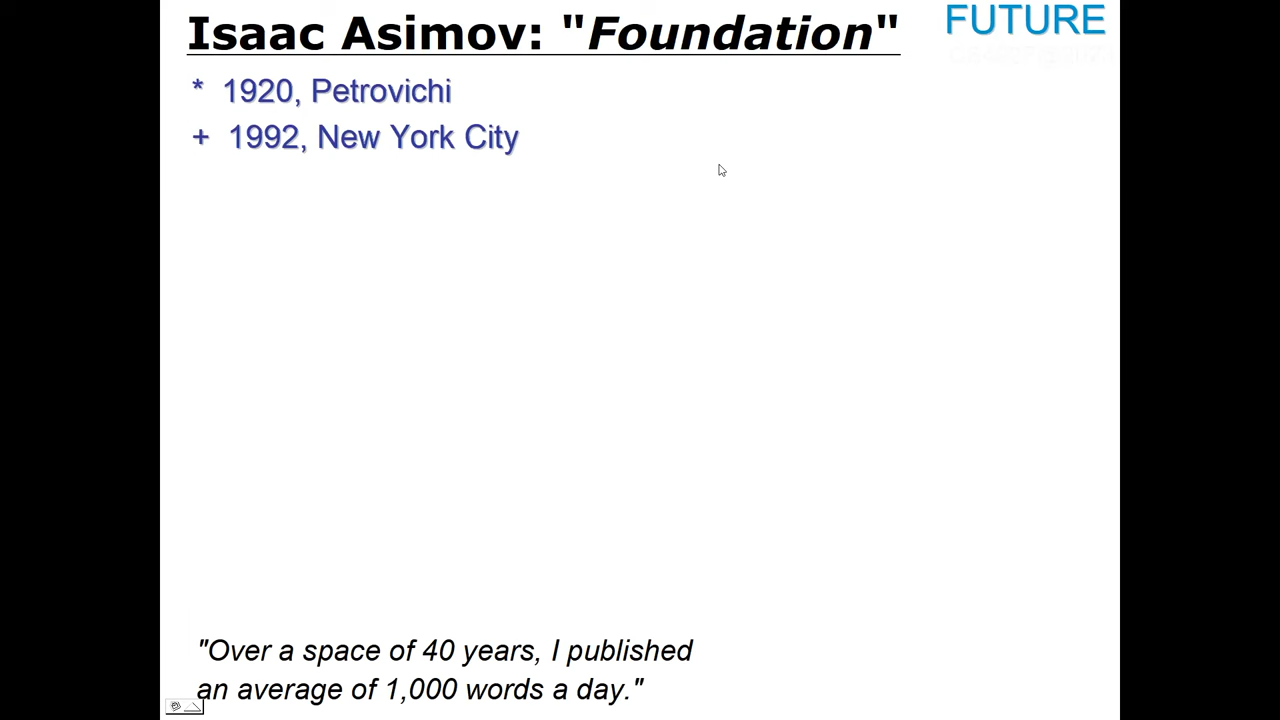 Isaac Asimov: "Foundation"
FUTURE
* 1920, Petrovichi
+ 1992, New York City
"Over a space of 40 years, I published
an average of 1,000 words a day."